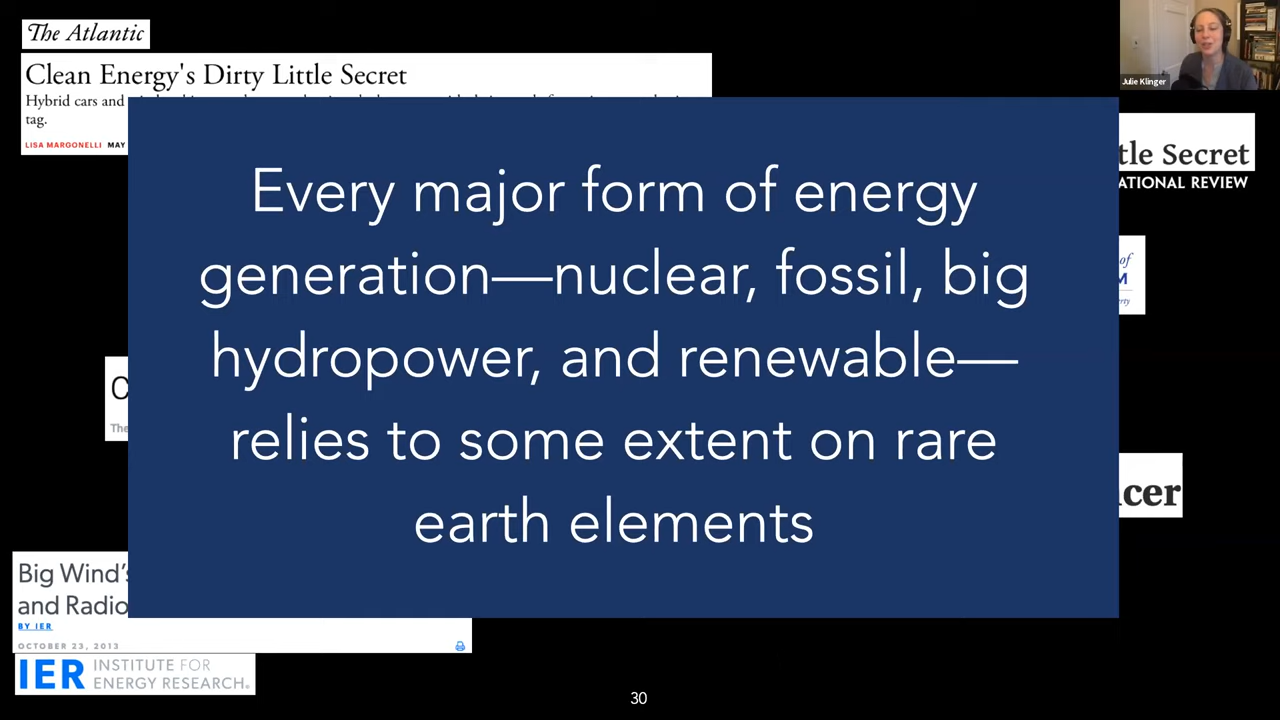 The Atlantic
Clean Energy's Dirty Little Secret
Hybrid cars and
tag.
LISA MARGONELLI MAY
Julie Klinger
tle Secret
ATIONAL REVIEW
of
M
Every major form of energy
generation—nuclear, fossil, big
hydropower, and renewable—
relies to some extent on rare
earth elements
C
The
cer
Big Wind's
and Radio
BY IER
OCTOBER 23, 2013
IER INSTITUTE FOR
ENERGY RESEARCH
30